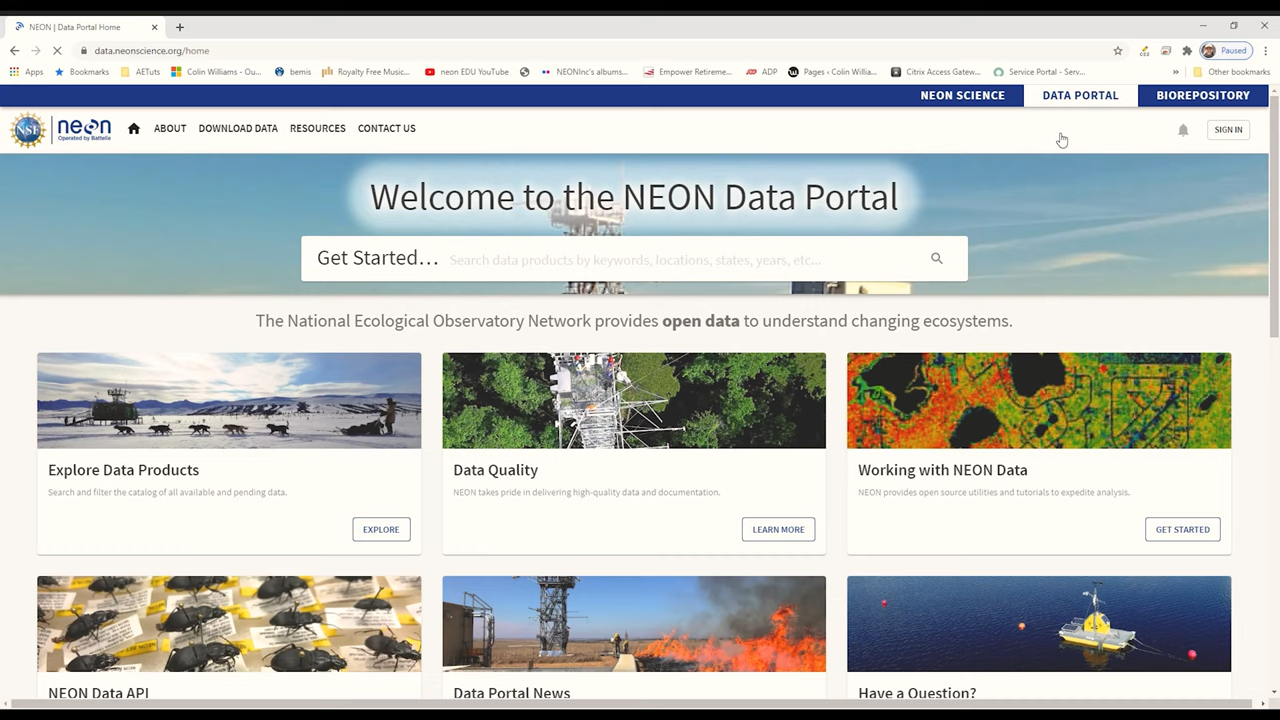 NEON | Data Portal Home
data.neonscience.org/home
Paused
Apps
Bookmarks
AETuts
Colin Williams - Ou...
bemis
Royalty Free Music...
neon EDU YouTube
NEONInc's albums...
Empower Retireme...
ADP
Pages ‹ Colin Willia...
Citrix Access Gatew...
Service Portal - Serv...
»
Other bookmarks
NEON SCIENCE
DATA PORTAL
BIOREPOSITORY
NSF
neon
Operated by Battelle
ABOUT
DOWNLOAD DATA
RESOURCES
CONTACT US
SIGN IN
Welcome to the NEON Data Portal
Get Started... Search data products by keywords, locations, states, years, etc...
The National Ecological Observatory Network provides open data to understand changing ecosystems.
Explore Data Products
Search and filter the catalog of all available and pending data.
EXPLORE
Data Quality
NEON takes pride in delivering high-quality data and documentation.
LEARN MORE
Working with NEON Data
NEON provides open source utilities and tutorials to expedite analysis.
GET STARTED
NEON Data API
Data Portal News
Have a Question?